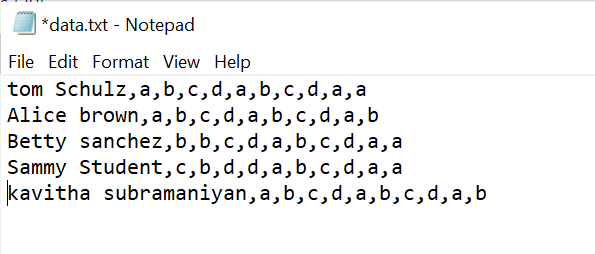 *data.txt - Notepad
File Edit Format View Help
tom Schulz,a,b,c,d,a,b,c,d,a,a
Alice brown,a,b,c,d,a,b,c,d,a,b
Betty sanchez,b,b,c,d,a,b,c,d,a,a
Sammy Student,c,b,d,d,a,b,c,d,a,a
kavitha subramaniyan,a,b,c,d,a,b,c,d,a,b